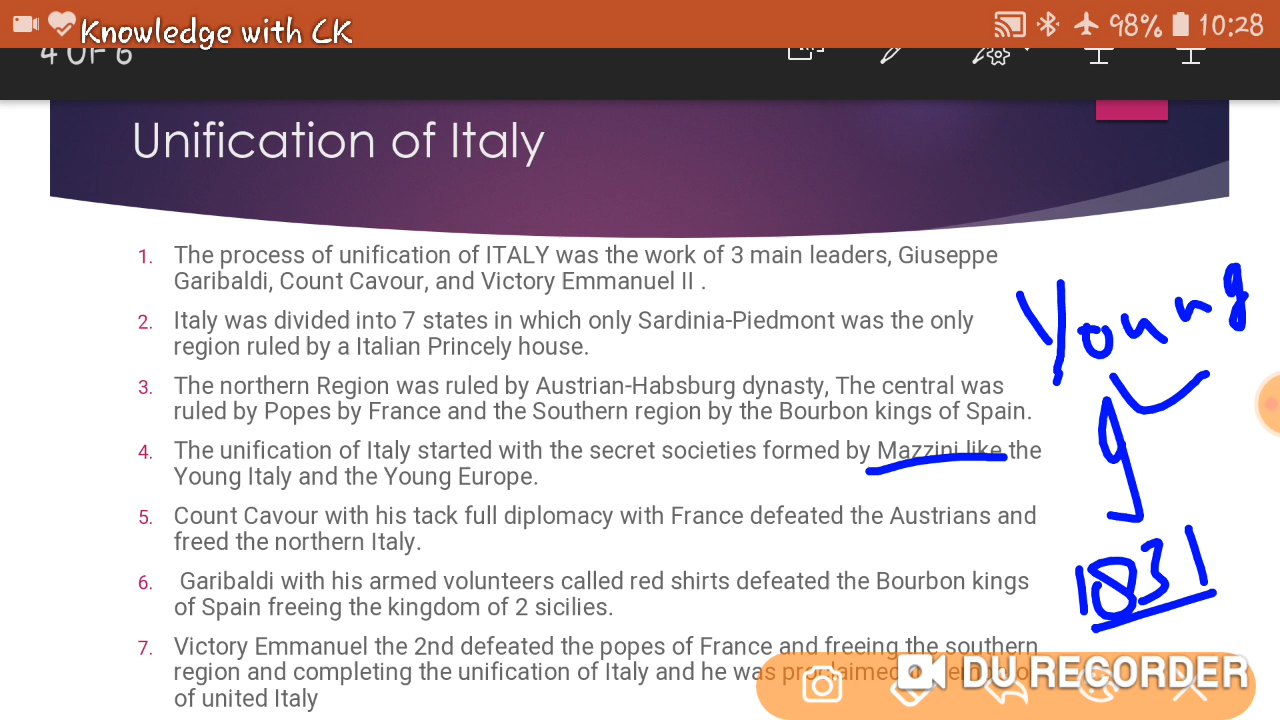 Knowledge with CK
98% 10:28
4 OF 6
Unification of Italy
1. The process of unification of ITALY was the work of 3 main leaders, Giuseppe
Garibaldi, Count Cavour, and Victory Emmanuel II .
2. Italy was divided into 7 states in which only Sardinia-Piedmont was the only
region ruled by a Italian Princely house.
3. The northern Region was ruled by Austrian-Habsburg dynasty, The central was
ruled by Popes by France and the Southern region by the Bourbon kings of Spain.
4. The unification of Italy started with the secret societies formed by Mazzini like the
Young Italy and the Young Europe.
5. Count Cavour with his tack full diplomacy with France defeated the Austrians and
freed the northern Italy.
6. Garibaldi with his armed volunteers called red shirts defeated the Bourbon kings
of Spain freeing the kingdom of 2 sicilies.
7. Victory Emmanuel the 2nd defeated the popes of France and freeing the southern
region and completing the unification of Italy and he was proclaimed
of united Italy
Young
1831
DU RECORDER